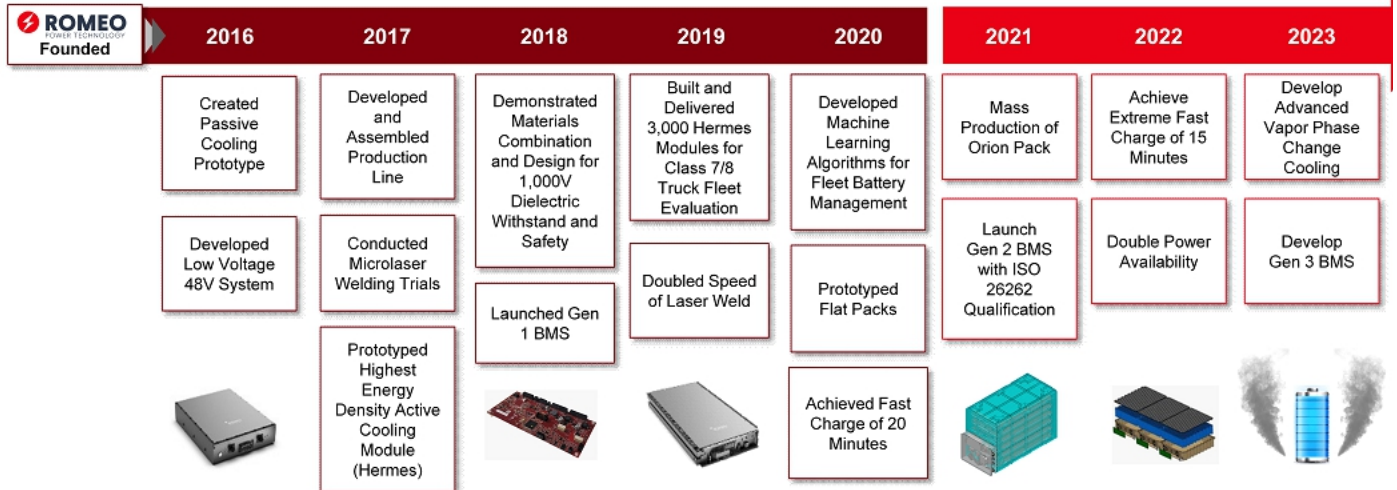 ROMEO
POWER TECHNOLOGY
Founded
2016
2017
2018
2019
2020
2021
2022
2023
Created
Passive
Cooling
Prototype
Developed
Low Voltage
48V System
Developed
and
Assembled
Production
Line
Conducted
Microlaser
Welding Trials
Prototyped
Highest
Energy
Density Active
Cooling
Module
(Hermes)
Demonstrated
Materials
Combination
and Design for
1,000V
Dielectric
Withstand and
Safety
Launched Gen
1 BMS
Built and
Delivered
3,000 Hermes
Modules for
Class 7/8
Truck Fleet
Evaluation
Doubled Speed
of Laser Weld
Developed
Machine
Learning
Algorithms for
Fleet Battery
Management
Prototyped
Flat Packs
Achieved Fast
Charge of 20
Minutes
Mass
Production of
Orion Pack
Launch
Gen 2 BMS
with ISO
26262
Qualification
Achieve
Extreme Fast
Charge of 15
Minutes
Double Power
Availability
Develop
Advanced
Vapor Phase
Change
Cooling
Develop
Gen 3 BMS